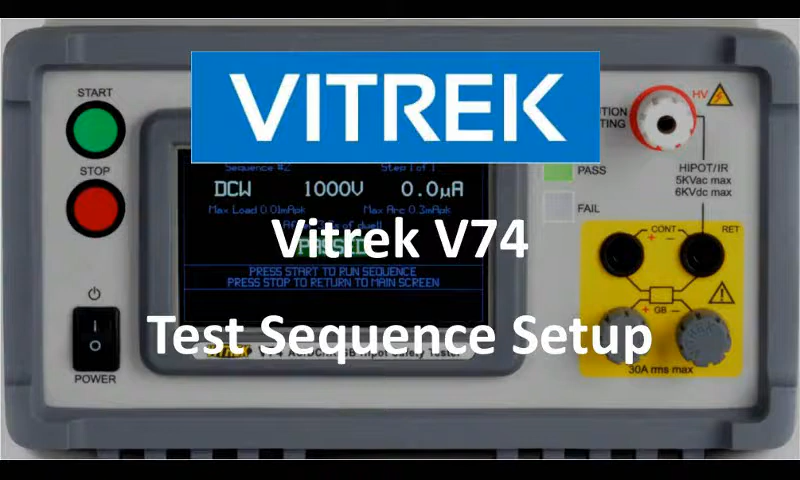 VITREK
START
HV
STOP
PASS
HIPOT/IR
5KVac max
6KVdc max
Sequence #2 Step 1 of 1
DCW 1000V 0.0µA
Max Load 0.01mApk Max Arc 0.3mApk
FAIL
CONT
RET
+ −
Vitrek V74
PASSED
PRESS START TO RUN SEQUENCE
PRESS STOP TO RETURN TO MAIN SCREEN
+ GB −
Test Sequence Setup
POWER
30A rms max